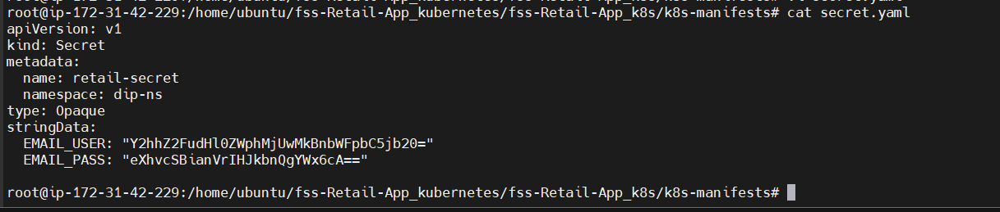 root@ip-172-31-42-229:/home/ubuntu/fss-Retail-App_kubernetes/fss-Retail-App_k8s/k8s-manifests# cat secret.yaml
apiVersion: v1
kind: Secret
metadata:
  name: retail-secret
  namespace: dip-ns
type: Opaque
stringData:
  EMAIL_USER: "Y2hhZ2FudHl0ZWphMjUwMkBnbWFpbC5jb20="
  EMAIL_PASS: "eXhvcSBianVrIHJkbnQgYWx6cA=="
root@ip-172-31-42-229:/home/ubuntu/fss-Retail-App_kubernetes/fss-Retail-App_k8s/k8s-manifests#